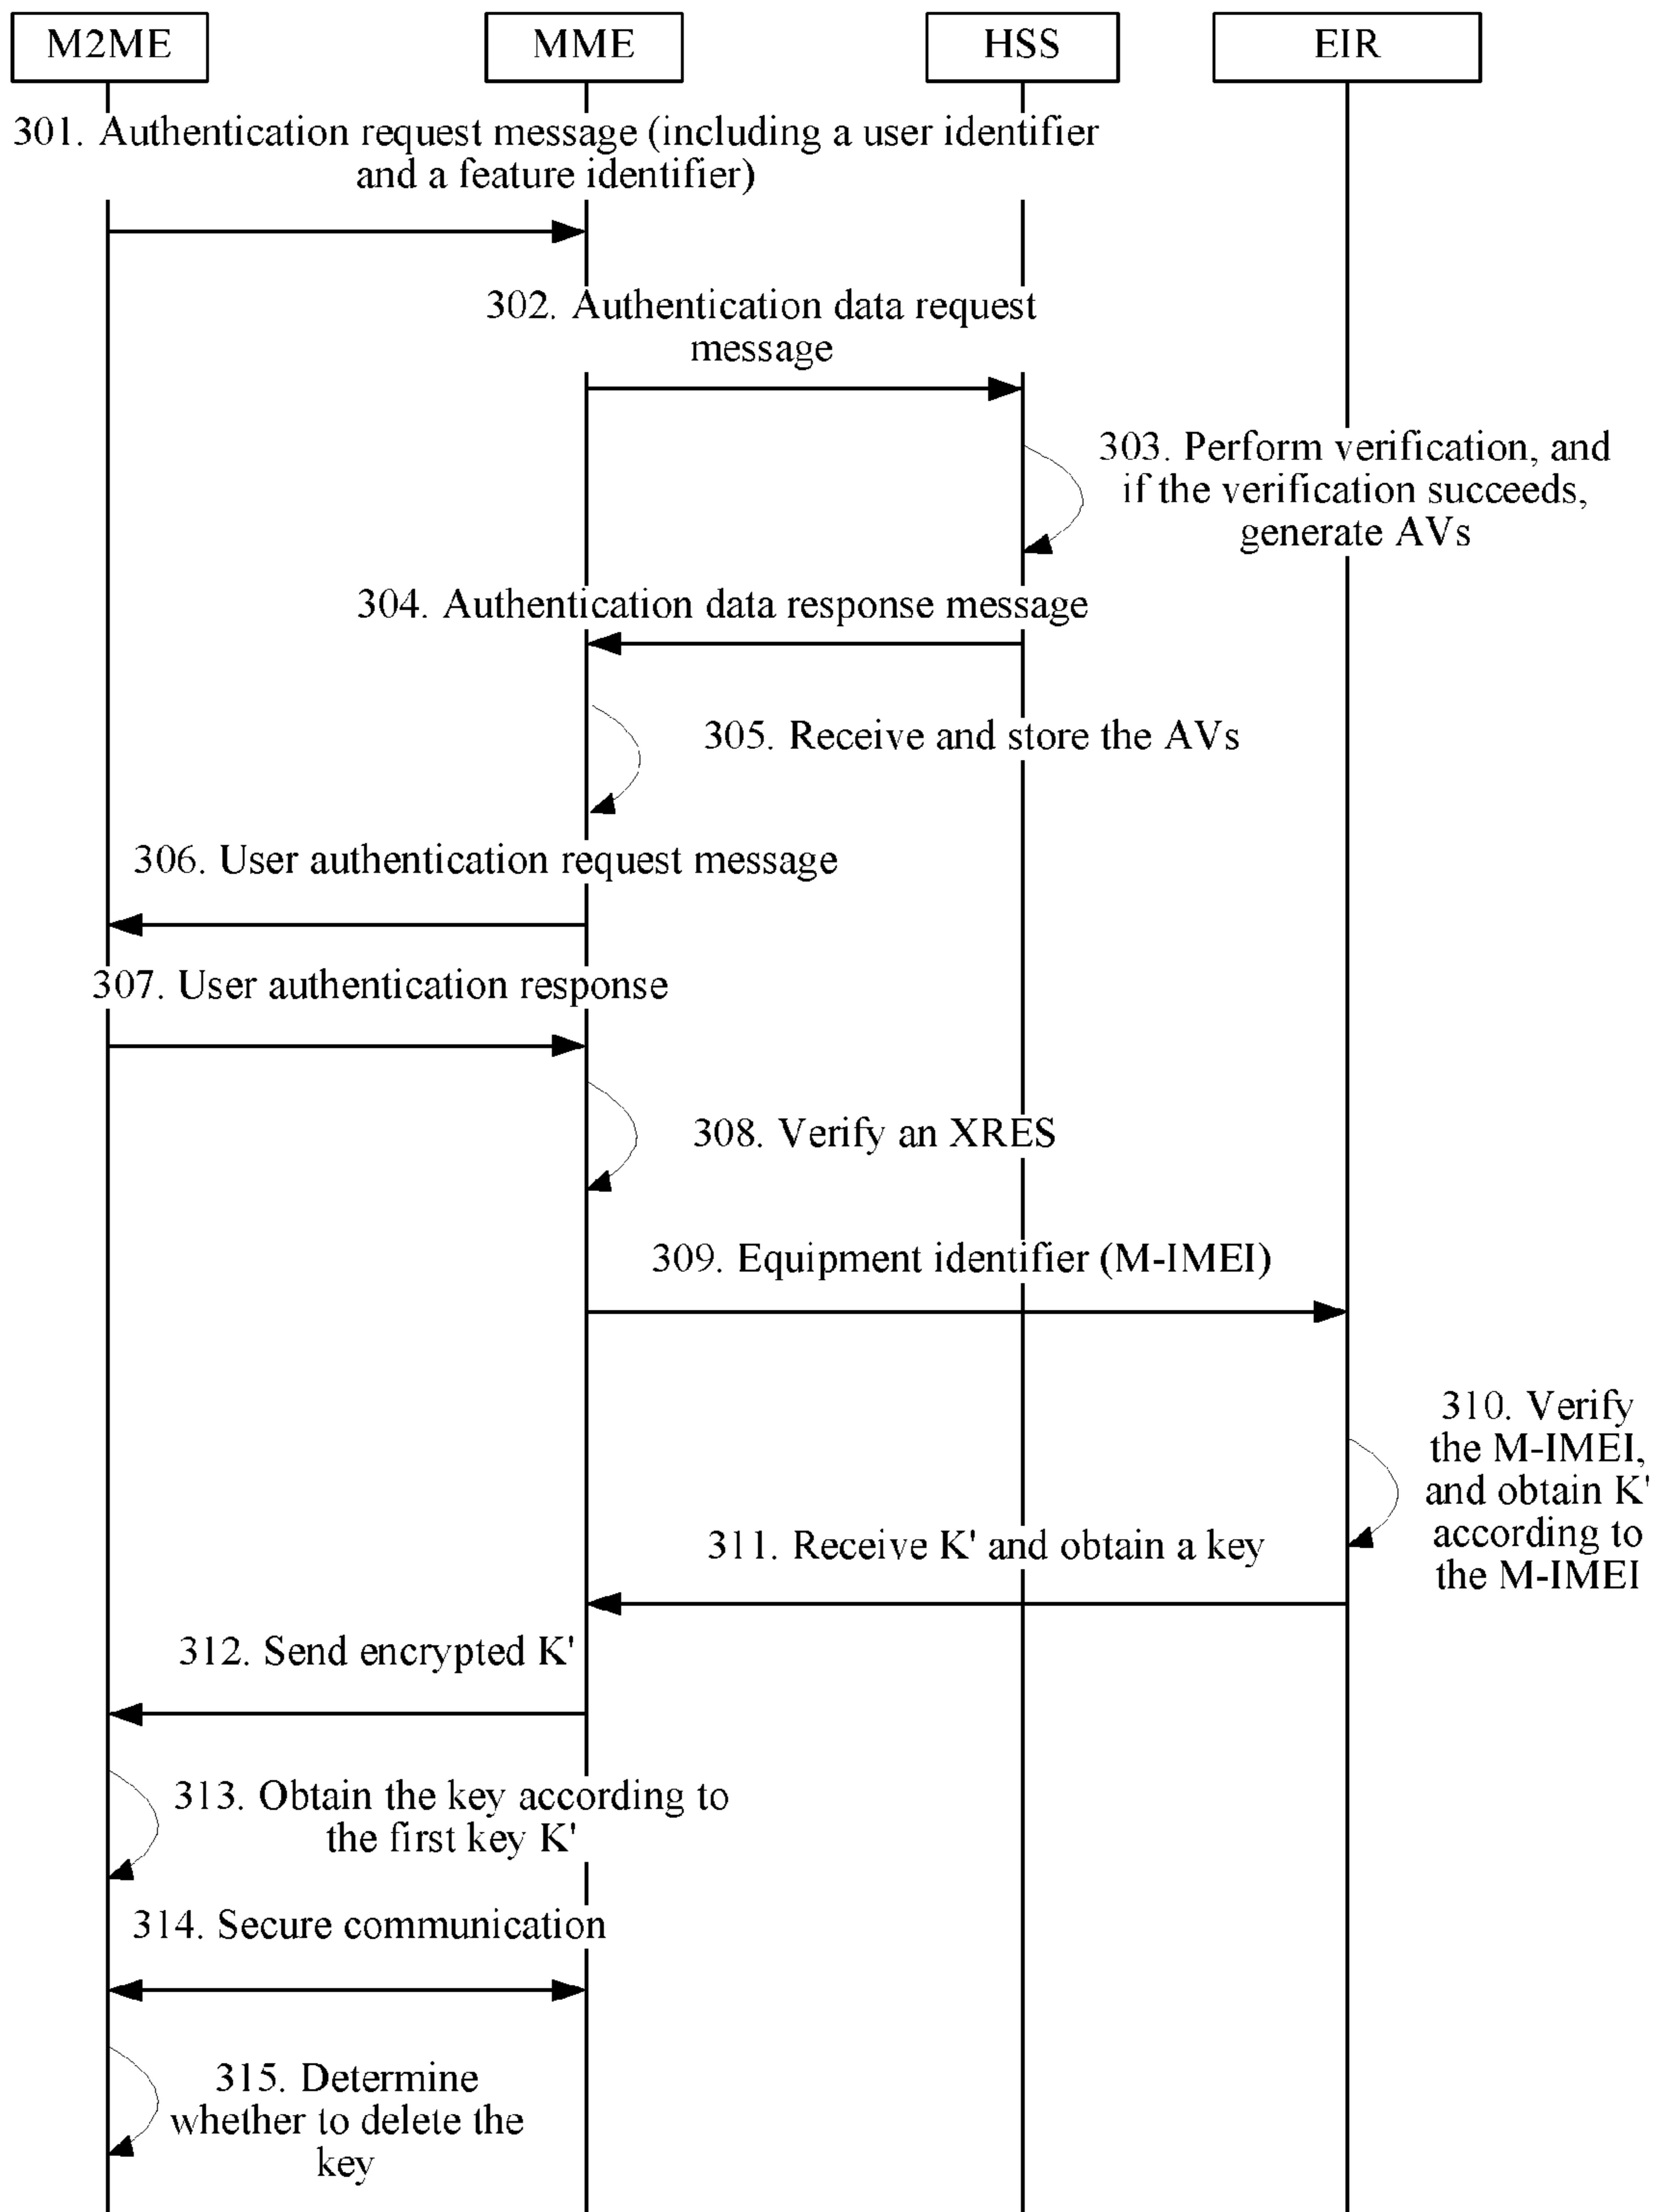 M2ME
MME
HSS
EIR
301. Authentication request message (including a user identifier
and a feature identifier)
302. Authentication data request
message
303. Perform verification, and
if the verification succeeds,
generate AVs
304. Authentication data response message
305. Receive and store the AVs
306. User authentication request message
307. User authentication response
308. Verify an XRES
309. Equipment identifier (M-IMEI)
310. Verify
the M-IMEI,
and obtain K'
according to
the M-IMEI
311. Receive K' and obtain a key
312. Send encrypted K'
313. Obtain the key according to
the first key K'
314. Secure communication
315. Determine
whether to delete the
key